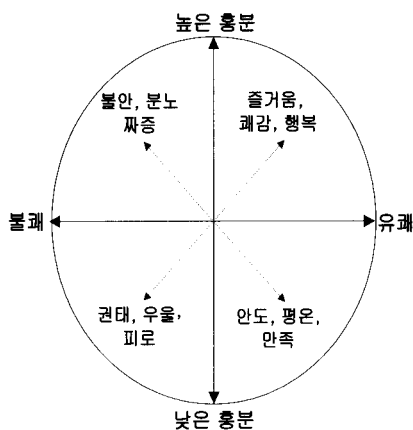 높은 흥분
불안, 분노
짜증
즐거움,
쾌감, 행복
불쾌
유쾌
권태, 우울,
피로
안도, 평온,
만족
낮은 흥분